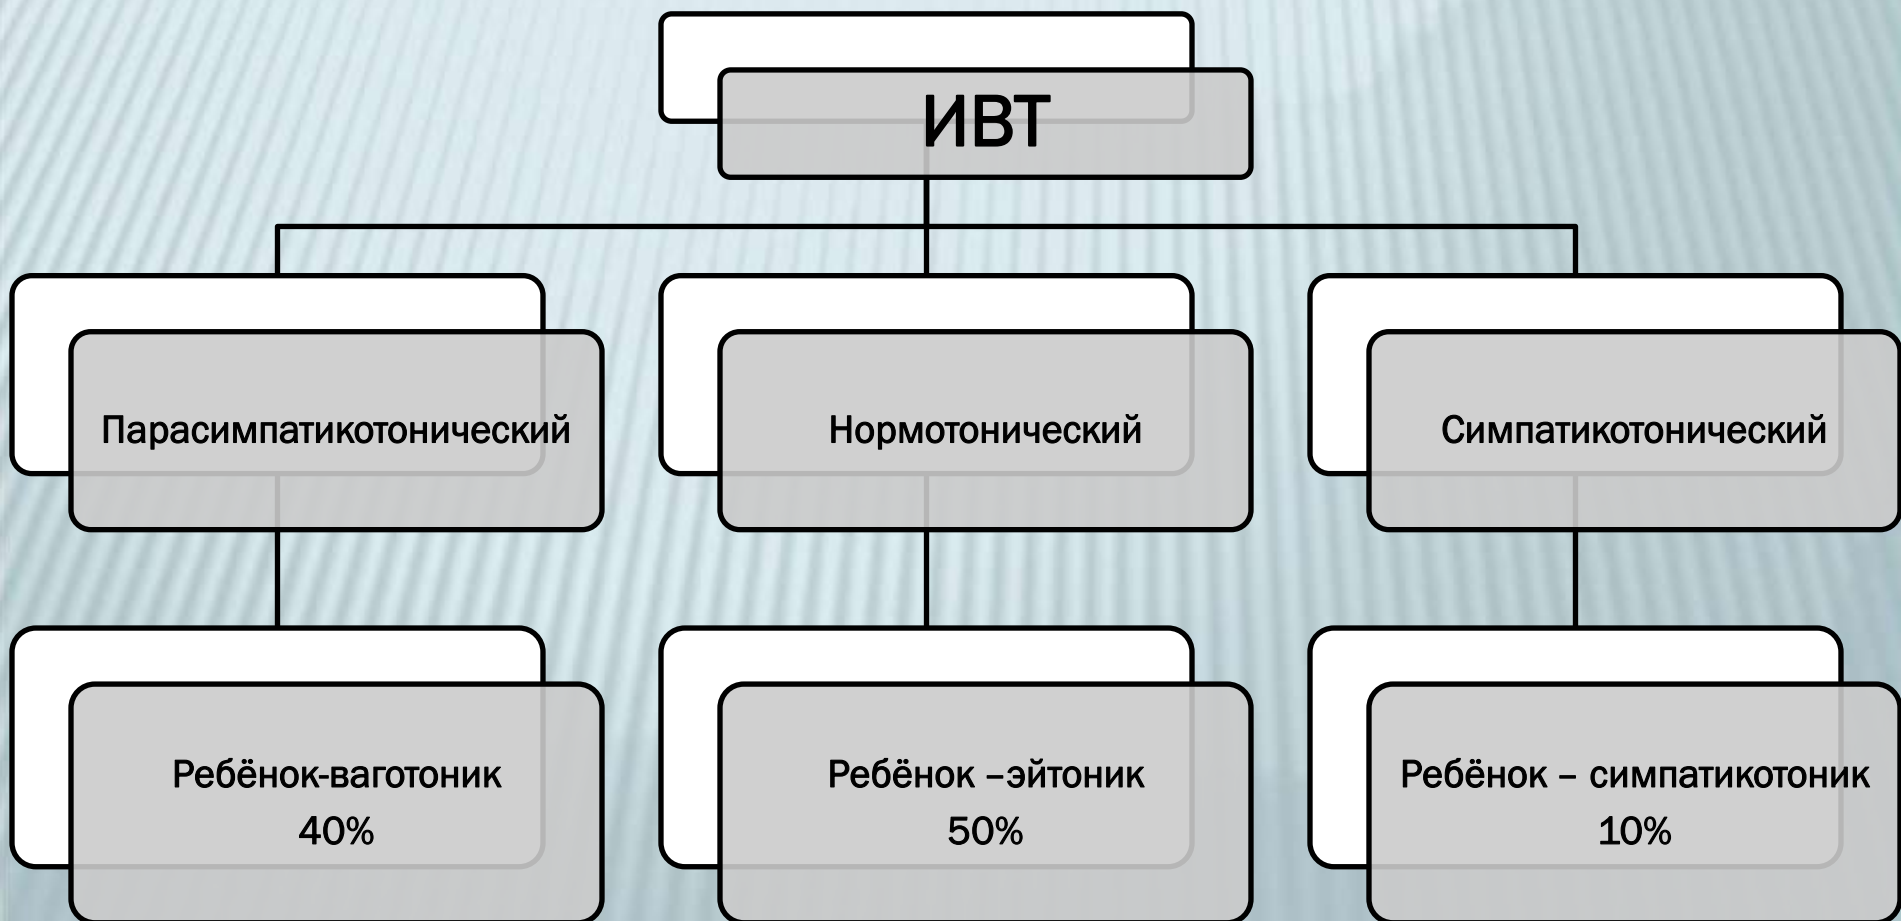 ИВТ
Парасимпатикотонический
Нормотонический
Симпатикотонический
Ребёнок-ваготоник
40%
Ребёнок –эйтоник
50%
Ребёнок – симпатикотоник
10%